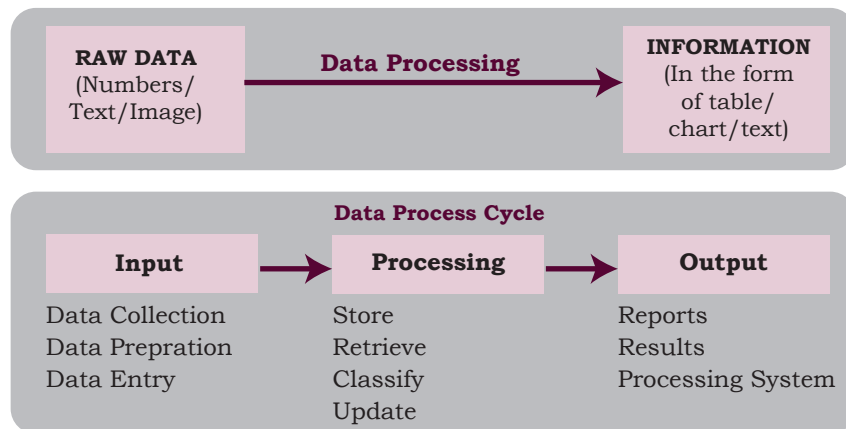 RAW DATA
(Numbers/
Text/Image)
Data Processing
INFORMATION
(In the form
of table/
chart/text)
Data Process Cycle
Input
Data Collection
Data Prepration
Data Entry
Processing
Store
Retrieve
Classify
Update
Output
Reports
Results
Processing System